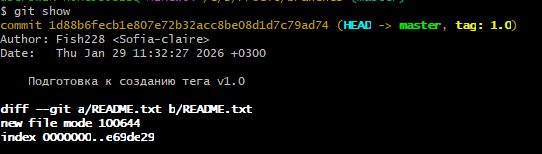 $ git show
commit 1d88b6fecb1e807e72b32acc8be08d1d7c79ad74 (HEAD -> master, tag: 1.0)
Author: Fish228 <Sofia-claire>
Date:   Thu Jan 29 11:32:27 2026 +0300
    Подготовка к созданию тега v1.0
diff --git a/README.txt b/README.txt
new file mode 100644
index 0000000..e69de29